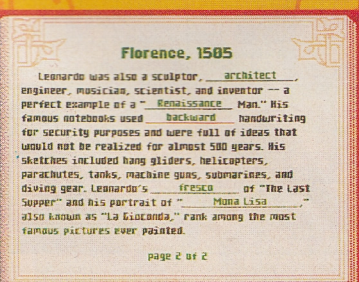 Florence, 1505
Leonardo was also a sculptor, architect,
engineer, musician, scientist, and inventor -- a
perfect example of a "Renaissance Man." His
famous notebooks used backward handwriting
for security purposes and were full of ideas that
would not be realized for almost 500 years. His
sketches included hang gliders, helicopters,
parachutes, tanks, machine guns, submarines, and
diving gear. Leonardo's fresco of "The Last
Supper" and his portrait of "Mona Lisa,"
also known as "La Gioconda," rank among the most
famous pictures ever painted.
page 2 of 2